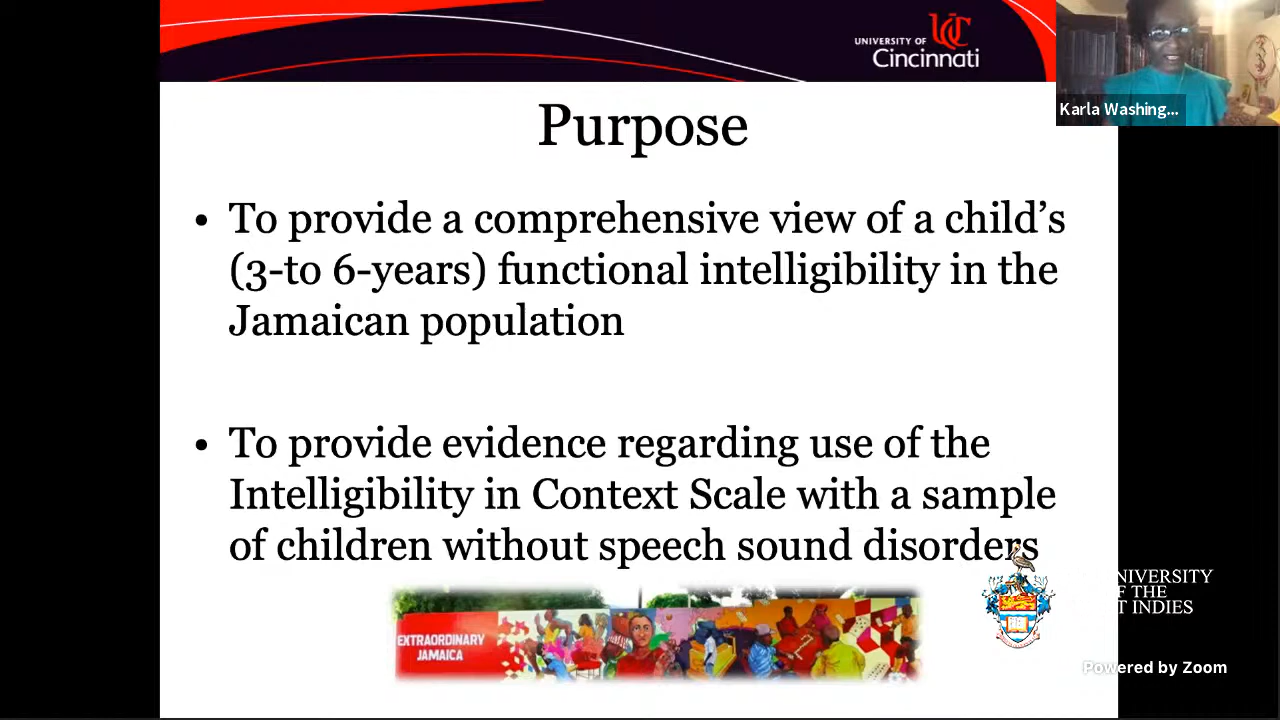 UNIVERSITY OF
Cincinnati
Karla Washing...
Purpose
• To provide a comprehensive view of a child’s
(3-to 6-years) functional intelligibility in the
Jamaican population
• To provide evidence regarding use of the
Intelligibility in Context Scale with a sample
of children without speech sound disorders
EXTRAORDINARY
JAMAICA
NIVERSITY
F THE
T INDIES
Powered by Zoom